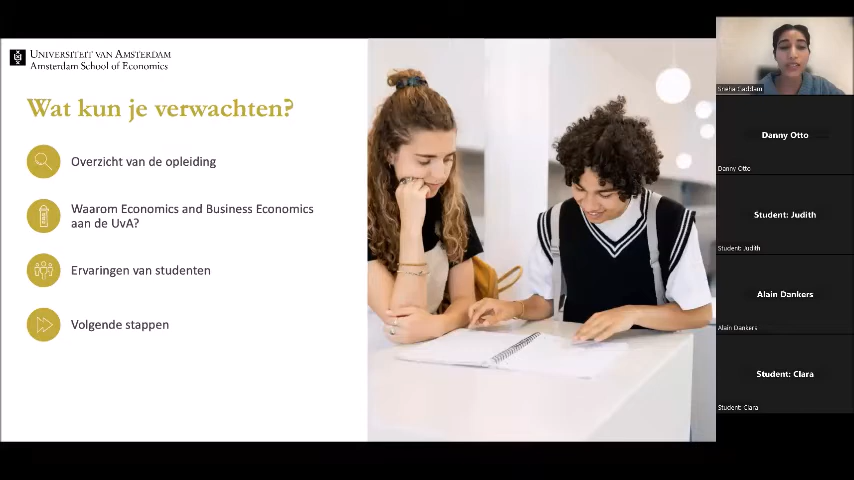 UNIVERSITEIT VAN AMSTERDAM
Amsterdam School of Economics
Wat kun je verwachten?
Overzicht van de opleiding
Waarom Economics and Business Economics
aan de UvA?
Ervaringen van studenten
Volgende stappen
Sneha Gaddam
Danny Otto
Danny Otto
Student: Judith
Student: Judith
Alain Dankers
Alain Dankers
Student: Clara
Student: Clara